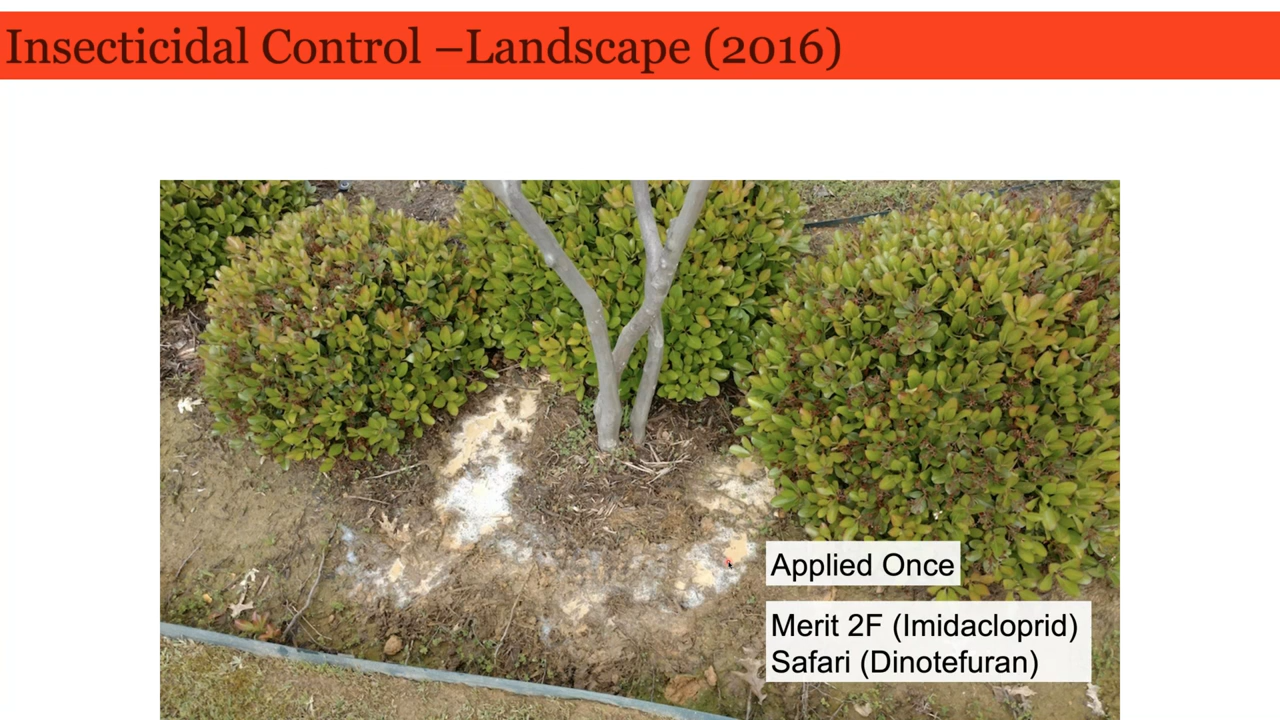 Insecticidal Control –Landscape (2016)
Applied Once
Merit 2F (Imidacloprid)
Safari (Dinotefuran)